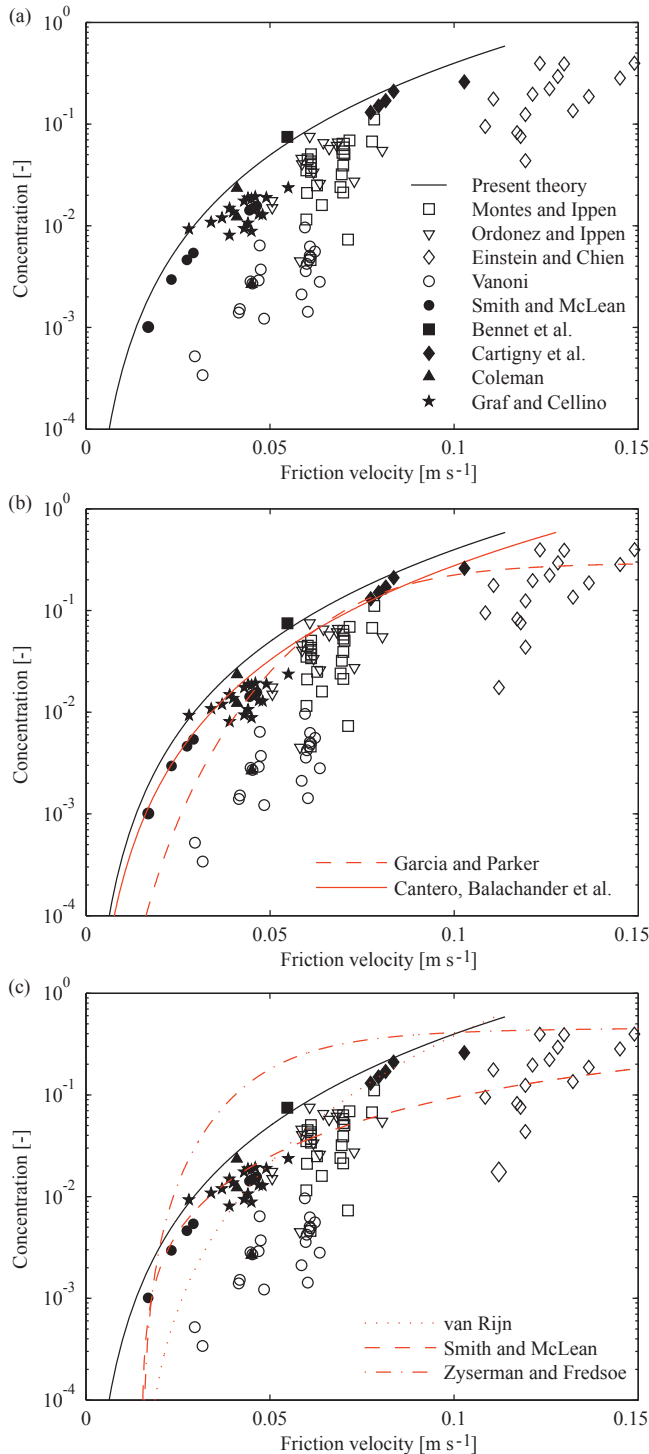 (a)
10^0
10^-1
10^-2
10^-3
10^-4
Concentration [-]
Present theory
Montes and Ippen
Ordonez and Ippen
Einstein and Chien
Vanoni
Smith and McLean
Bennet et al.
Cartigny et al.
Coleman
Graf and Cellino
0 0.05 0.1 0.15
Friction velocity [m s-1]
(b)
10^0
10^-1
10^-2
10^-3
10^-4
Concentration [-]
Garcia and Parker
Cantero, Balachander et al.
0 0.05 0.1 0.15
Friction velocity [m s-1]
(c)
10^0
10^-1
10^-2
10^-3
10^-4
Concentration [-]
van Rijn
Smith and McLean
Zyserman and Fredsoe
0 0.05 0.1 0.15
Friction velocity [m s-1]